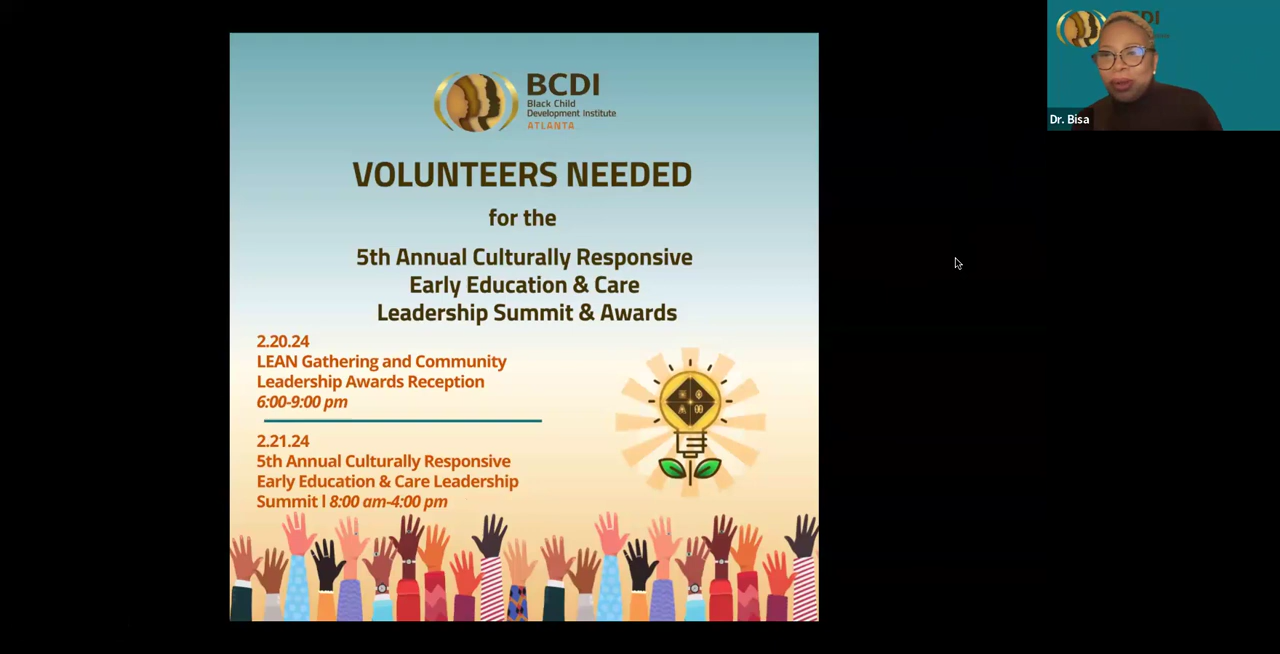 BCDI
Black Child
Development Institute
ATLANTA
VOLUNTEERS NEEDED
for the
5th Annual Culturally Responsive
Early Education & Care
Leadership Summit & Awards
2.20.24
LEAN Gathering and Community
Leadership Awards Reception
6:00-9:00 pm
2.21.24
5th Annual Culturally Responsive
Early Education & Care Leadership
Summit l 8:00 am-4:00 pm
Dr. Bisa